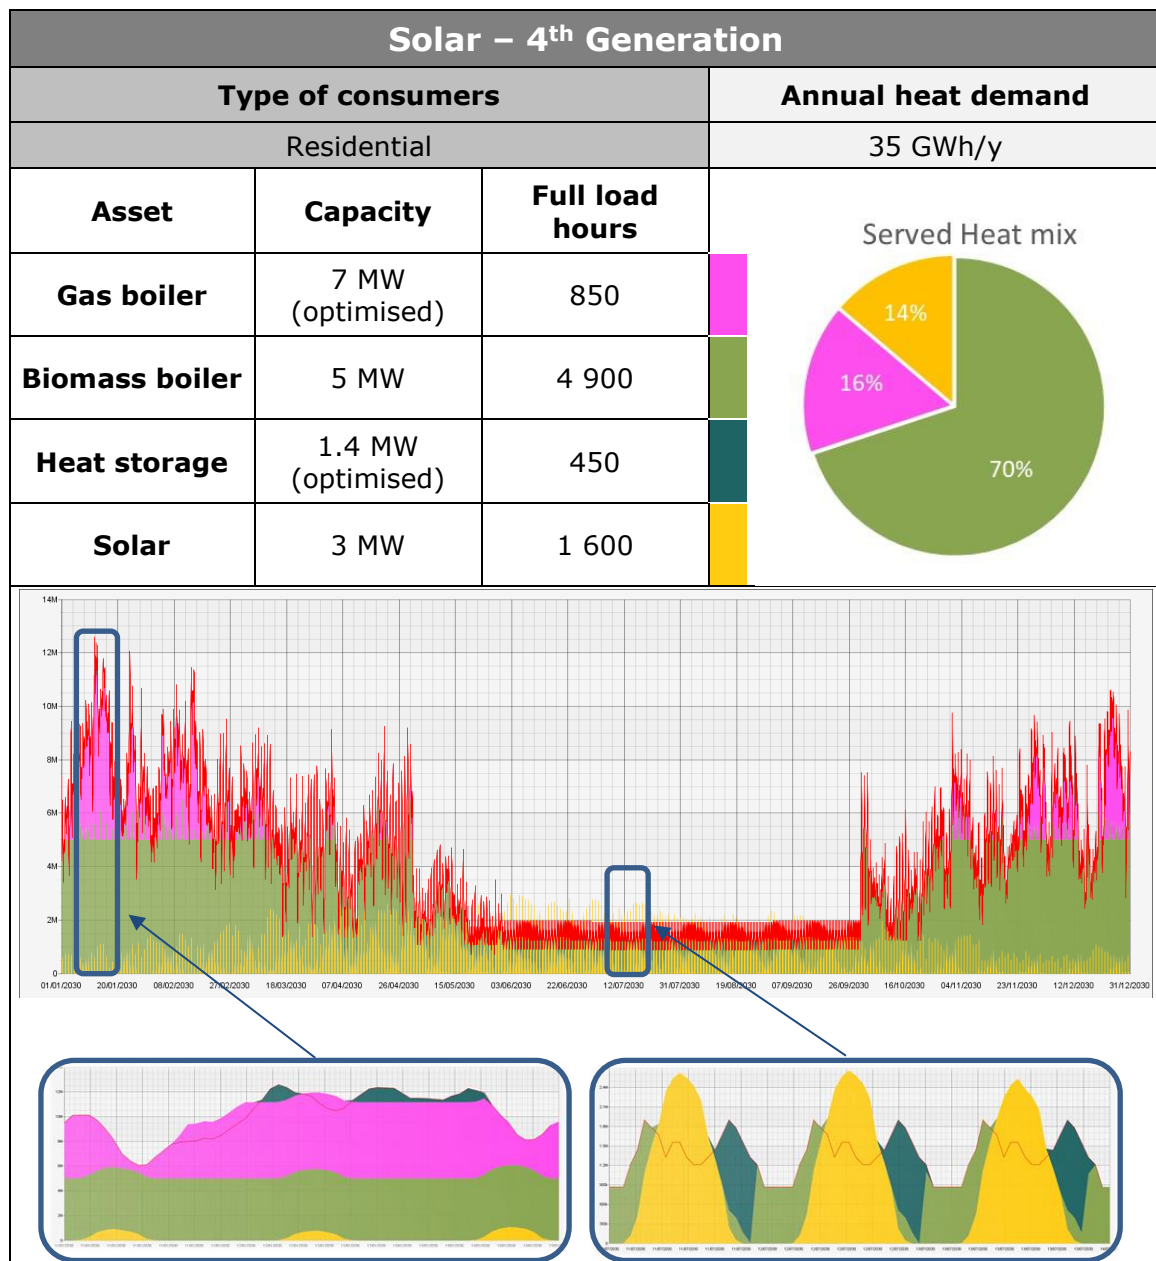 Solar – 4th Generation
Type of consumers
Annual heat demand
Residential
35 GWh/y
Asset
Capacity
Full load
hours
Served Heat mix
Gas boiler
7 MW
(optimised)
850
14%
16%
70%
Biomass boiler
5 MW
4 900
Heat storage
1.4 MW
(optimised)
450
Solar
3 MW
1 600
14M
12M
10M
8M
6M
4M
2M
0
01/01/2030 20/01/2030 08/02/2030 27/02/2030 18/03/2030 07/04/2030 26/04/2030 15/05/2030 03/06/2030 22/06/2030 12/07/2030 31/07/2030 19/08/2030 07/09/2030 26/09/2030 16/10/2030 04/11/2030 23/11/2030 12/12/2030 31/12/2030